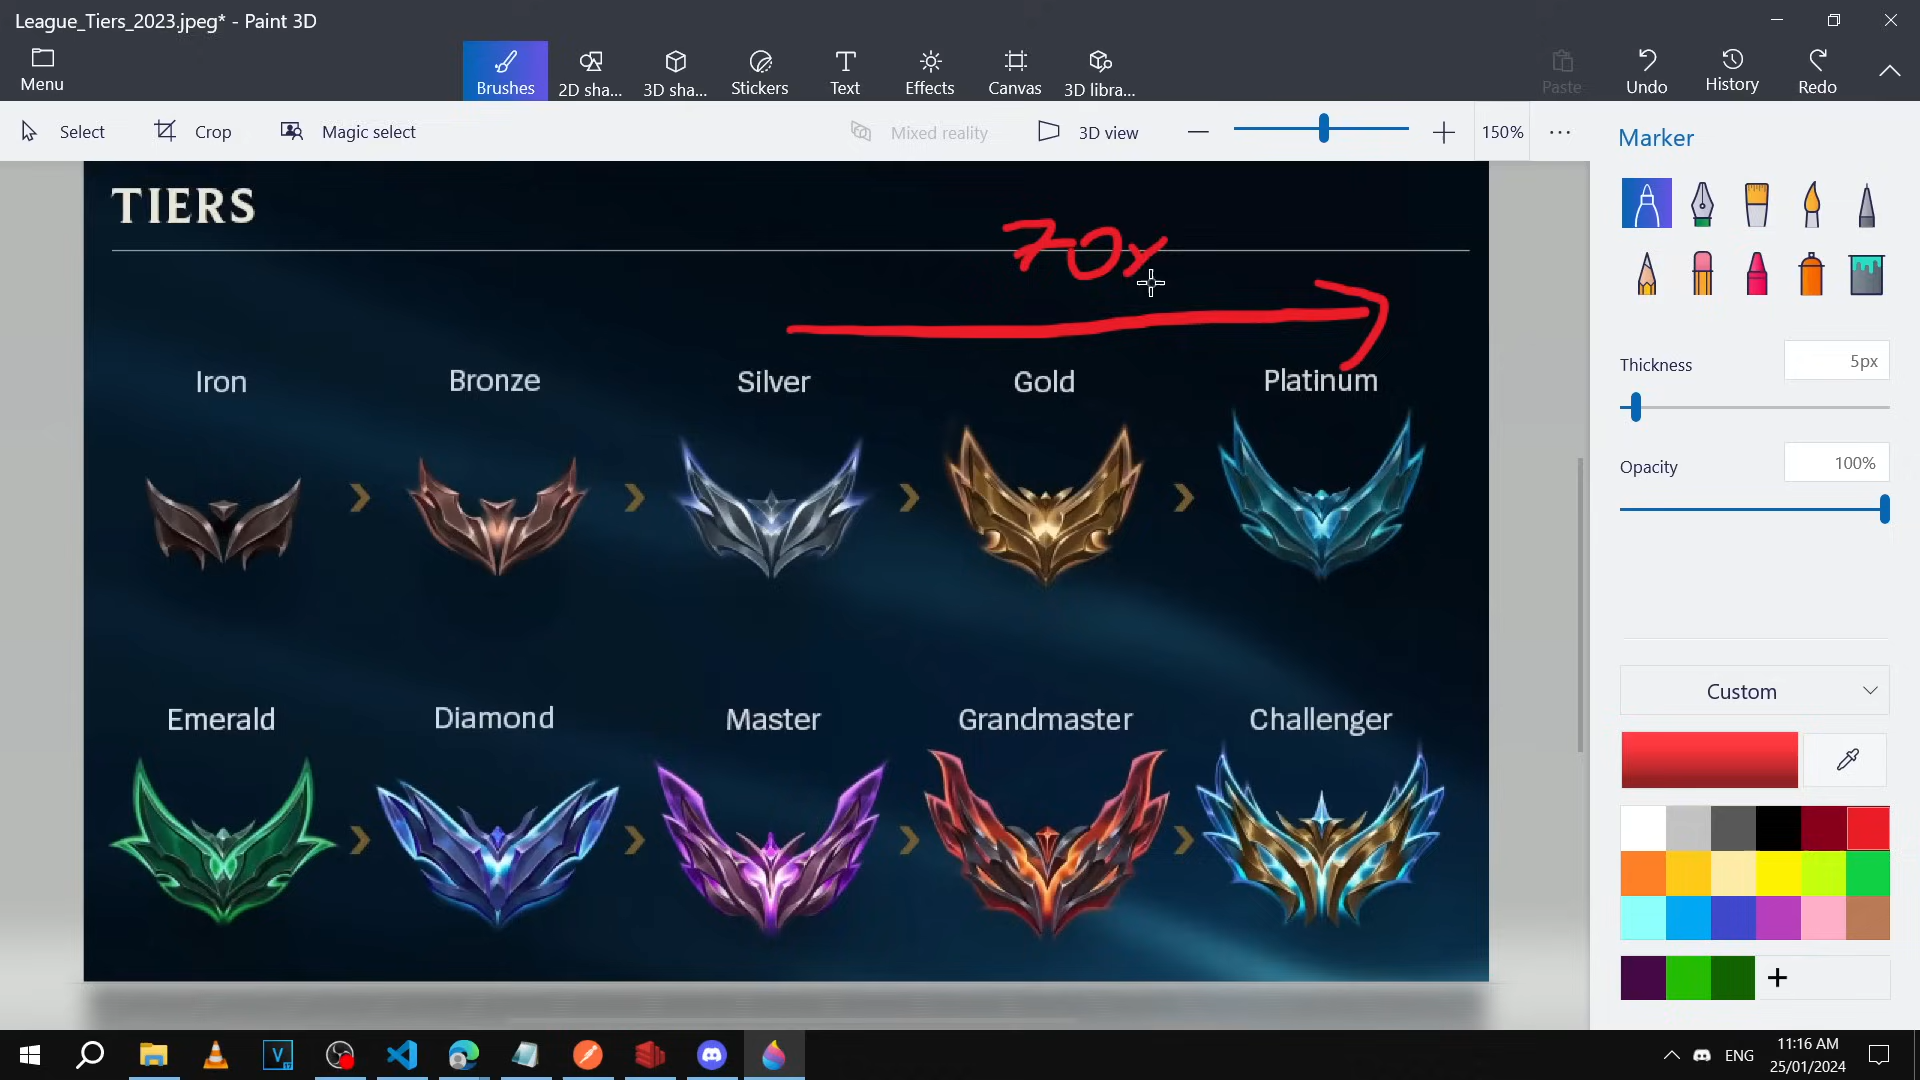 League_Tiers_2023.jpeg* - Paint 3D
Menu
Brushes
2D sha...
3D sha...
Stickers
Text
Effects
Canvas
3D libra...
Paste
Undo
History
Redo
Select
Crop
Magic select
Mixed reality
3D view
150%
Marker
Thickness
5px
Opacity
100%
Custom
TIERS
70x
Iron
Bronze
Silver
Gold
Platinum
Emerald
Diamond
Master
Grandmaster
Challenger
ENG
11:16 AM
25/01/2024